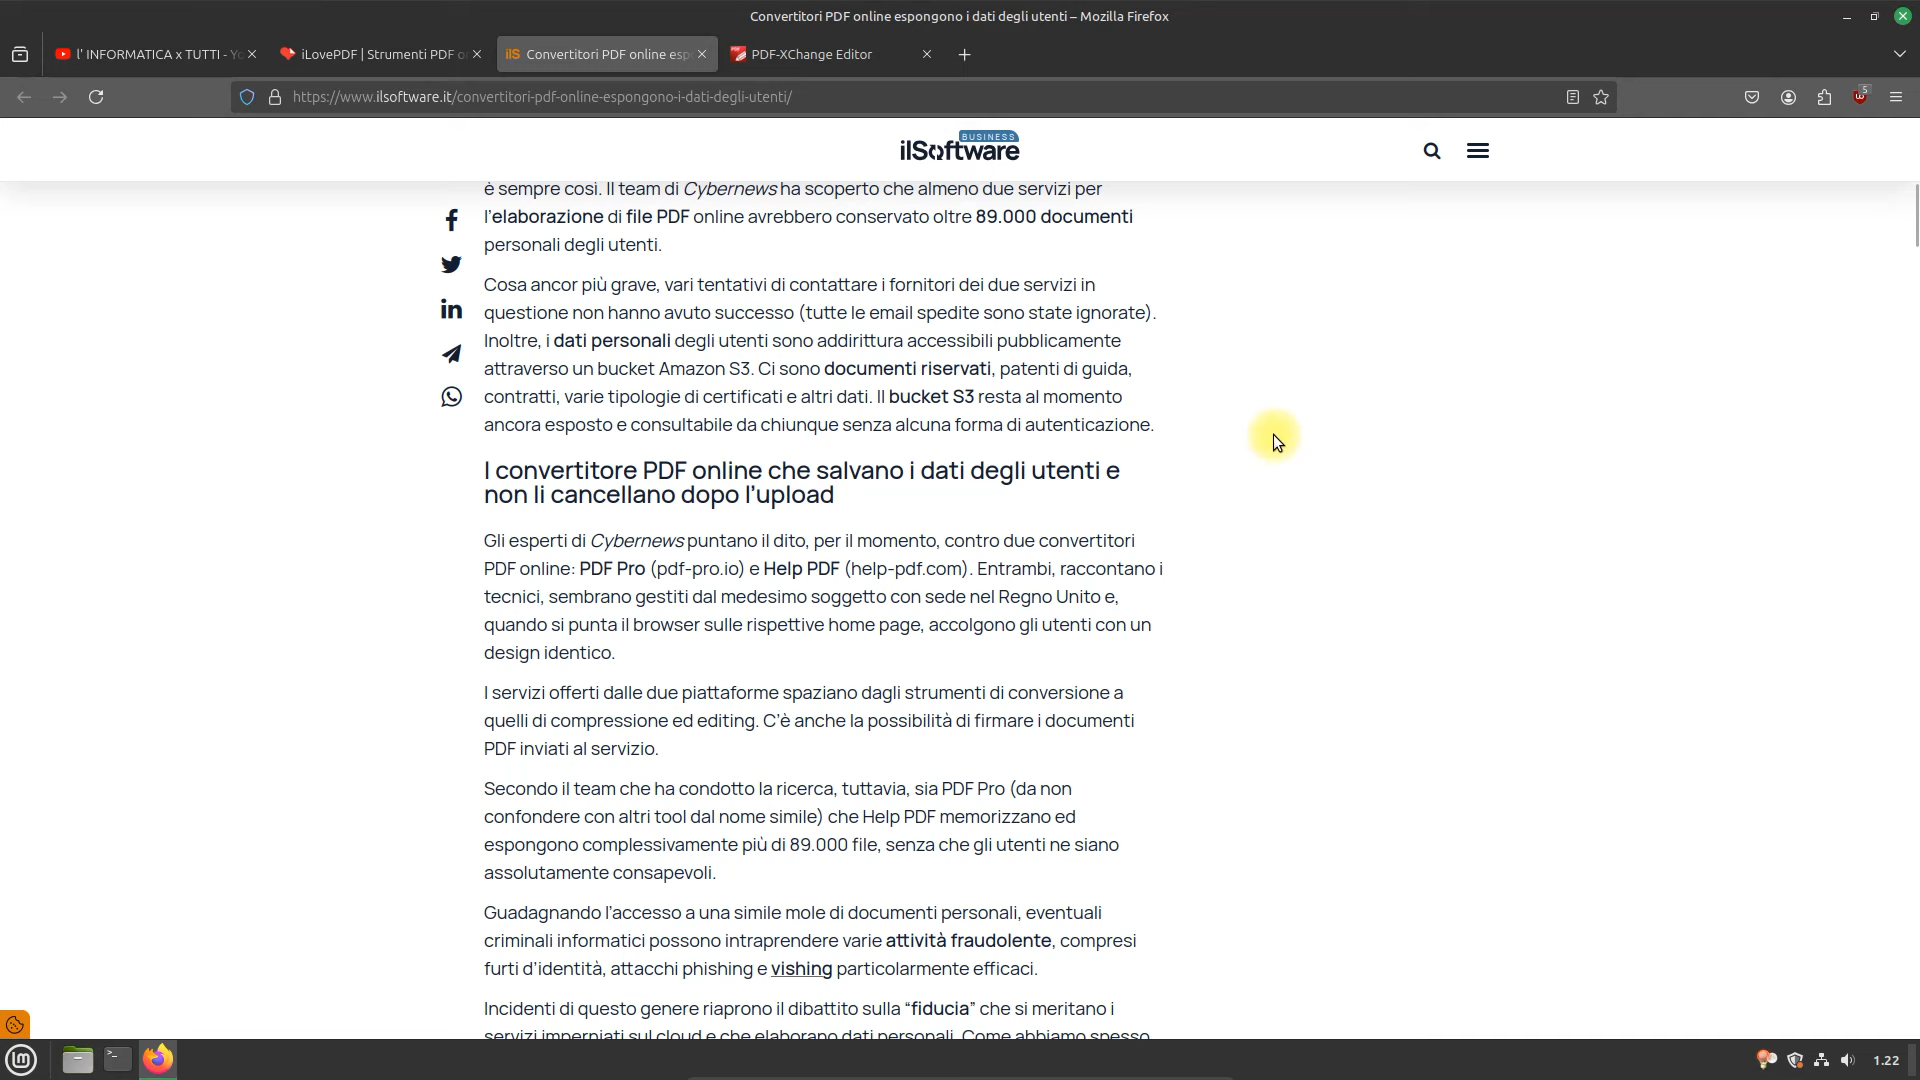 Convertitori PDF online espongono i dati degli utenti – Mozilla Firefox
l' INFORMATICA x TUTTI - Yo
iLovePDF | Strumenti PDF o
ilS Convertitori PDF online esp
PDF-XChange Editor
https://www.ilsoftware.it/convertitori-pdf-online-espongono-i-dati-degli-utenti/
5
BUSINESS
ilSoftware
è sempre così. Il team di Cybernews ha scoperto che almeno due servizi per
l’elaborazione di file PDF online avrebbero conservato oltre 89.000 documenti
personali degli utenti.
Cosa ancor più grave, vari tentativi di contattare i fornitori dei due servizi in
questione non hanno avuto successo (tutte le email spedite sono state ignorate).
Inoltre, i dati personali degli utenti sono addirittura accessibili pubblicamente
attraverso un bucket Amazon S3. Ci sono documenti riservati, patenti di guida,
contratti, varie tipologie di certificati e altri dati. Il bucket S3 resta al momento
ancora esposto e consultabile da chiunque senza alcuna forma di autenticazione.
I convertitore PDF online che salvano i dati degli utenti e
non li cancellano dopo l’upload
Gli esperti di Cybernews puntano il dito, per il momento, contro due convertitori
PDF online: PDF Pro (pdf-pro.io) e Help PDF (help-pdf.com). Entrambi, raccontano i
tecnici, sembrano gestiti dal medesimo soggetto con sede nel Regno Unito e,
quando si punta il browser sulle rispettive home page, accolgono gli utenti con un
design identico.
I servizi offerti dalle due piattaforme spaziano dagli strumenti di conversione a
quelli di compressione ed editing. C’è anche la possibilità di firmare i documenti
PDF inviati al servizio.
Secondo il team che ha condotto la ricerca, tuttavia, sia PDF Pro (da non
confondere con altri tool dal nome simile) che Help PDF memorizzano ed
espongono complessivamente più di 89.000 file, senza che gli utenti ne siano
assolutamente consapevoli.
Guadagnando l’accesso a una simile mole di documenti personali, eventuali
criminali informatici possono intraprendere varie attività fraudolente, compresi
furti d’identità, attacchi phishing e vishing particolarmente efficaci.
Incidenti di questo genere riaprono il dibattito sulla “fiducia” che si meritano i
servizi imperniati sul cloud e che elaborano dati personali. Come abbiamo spesso
1.22